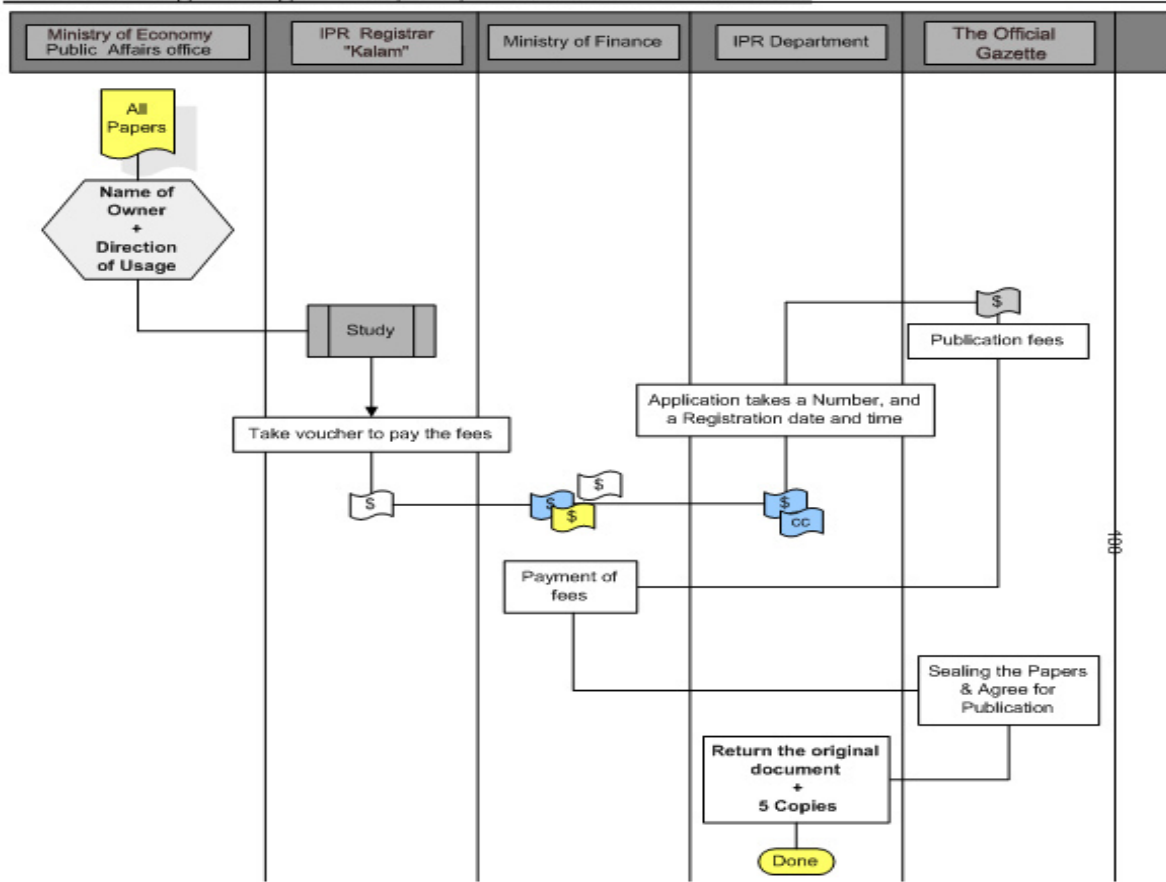 Ministry of Economy
Public Affairs office
IPR Registrar
"Kalam"
Ministry of Finance
IPR Department
The Official
Gazette
All
Papers
Name of
Owner
+
Direction
of Usage
Study
$
Publication fees
Application takes a Number, and
a Registration date and time
Take voucher to pay the fees
$
$
$
$
$
cc
100
Payment of
fees
Sealing the Papers
& Agree for
Publication
Return the original
document
+
5 Copies
Done